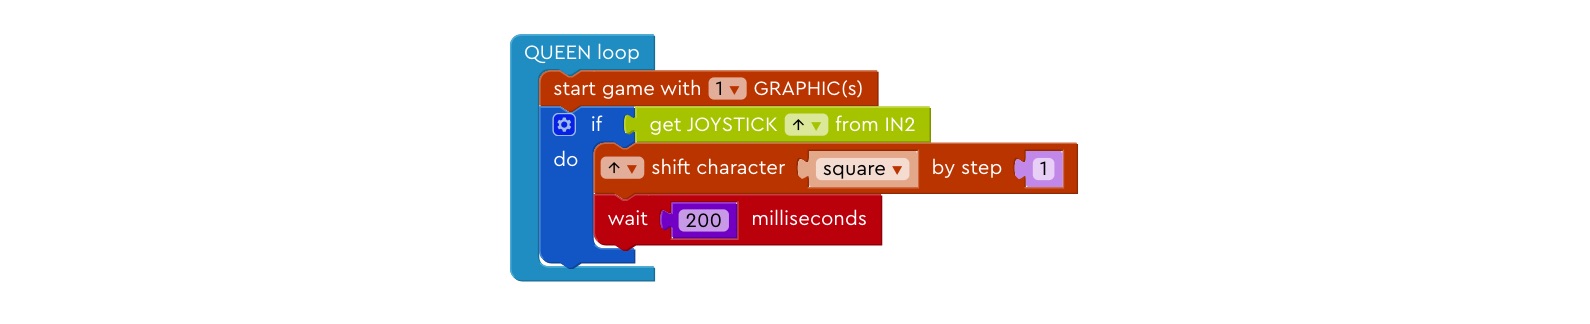 QUEEN loop
start game with 1 ▾ GRAPHIC(s)
if get JOYSTICK ↑ ▾ from IN2
do ↑ ▾ shift character square ▾ by step 1
wait 200 milliseconds